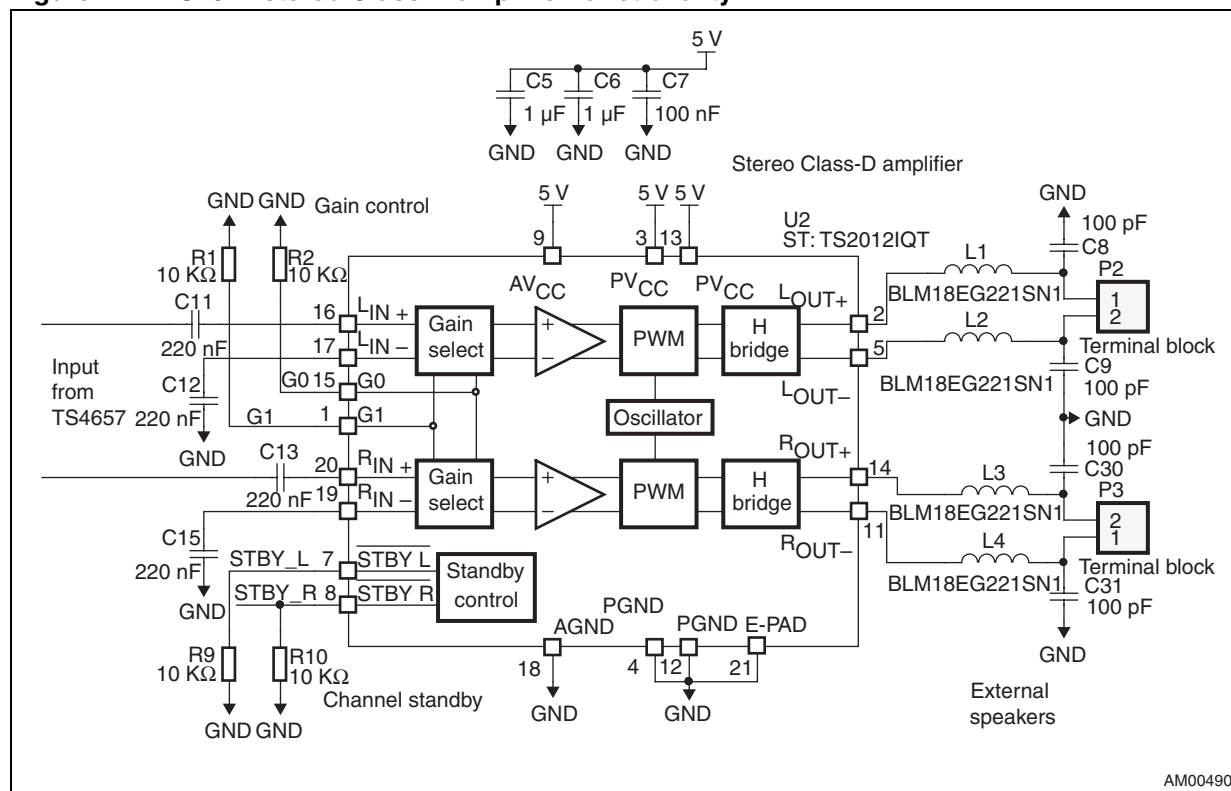 5 V
C5 C6 C7
1 µF 1 µF 100 nF
GND GND GND
Stereo Class-D amplifier
GND GND Gain control
5 V 5 V 5 V
GND
100 pF
C8
U2
ST: TS2012IQT
9 3 13
R1 R2
10 KΩ 10 KΩ
L1
P2
BLM18EG221SN1
1
2
Terminal block
C11
220 nF
AVCC PVCC PVCC
16 LIN +
17 LIN –
Gain select
+
–
PWM
H bridge
LOUT+ 2
5
LOUT–
L2
BLM18EG221SN1
C9
100 pF
Input from TS4657
C12
220 nF
GND
G0 15 G0
G1 1 G1
Oscillator
GND
100 pF
C30
C13
220 nF
20 RIN +
19 RIN –
Gain select
+
–
PWM
H bridge
ROUT+
14
11
ROUT–
L3
BLM18EG221SN1
P3
2
1
Terminal block
L4
BLM18EG221SN1
C31
100 pF
GND
C15
220 nF
GND
STBY_L 7 STBY L
STBY_R 8 STBY R
Standby control
R9 R10
10 KΩ 10 KΩ
GND GND
Channel standby
AGND PGND PGND E-PAD
18 4 12 21
GND GND
External speakers
AM00490